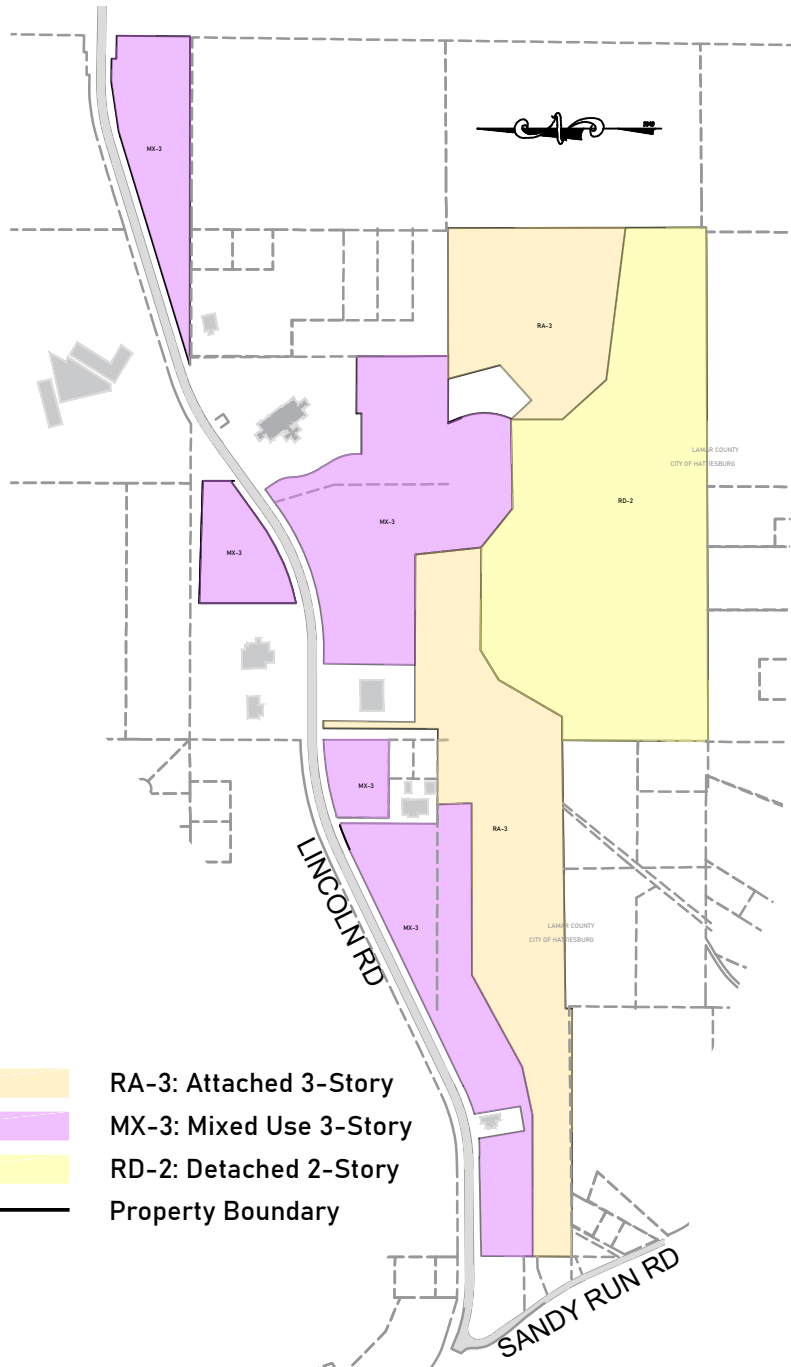 MX-3
RA-3
LAMAR COUNTY
CITY OF HATTIESBURG
RD-2
MX-3
MX-3
MX-3
RA-3
LINCOLN RD
MX-3
LAMAR COUNTY
CITY OF HATTIESBURG
RA-3: Attached 3-Story
MX-3: Mixed Use 3-Story
RD-2: Detached 2-Story
Property Boundary
SANDY RUN RD